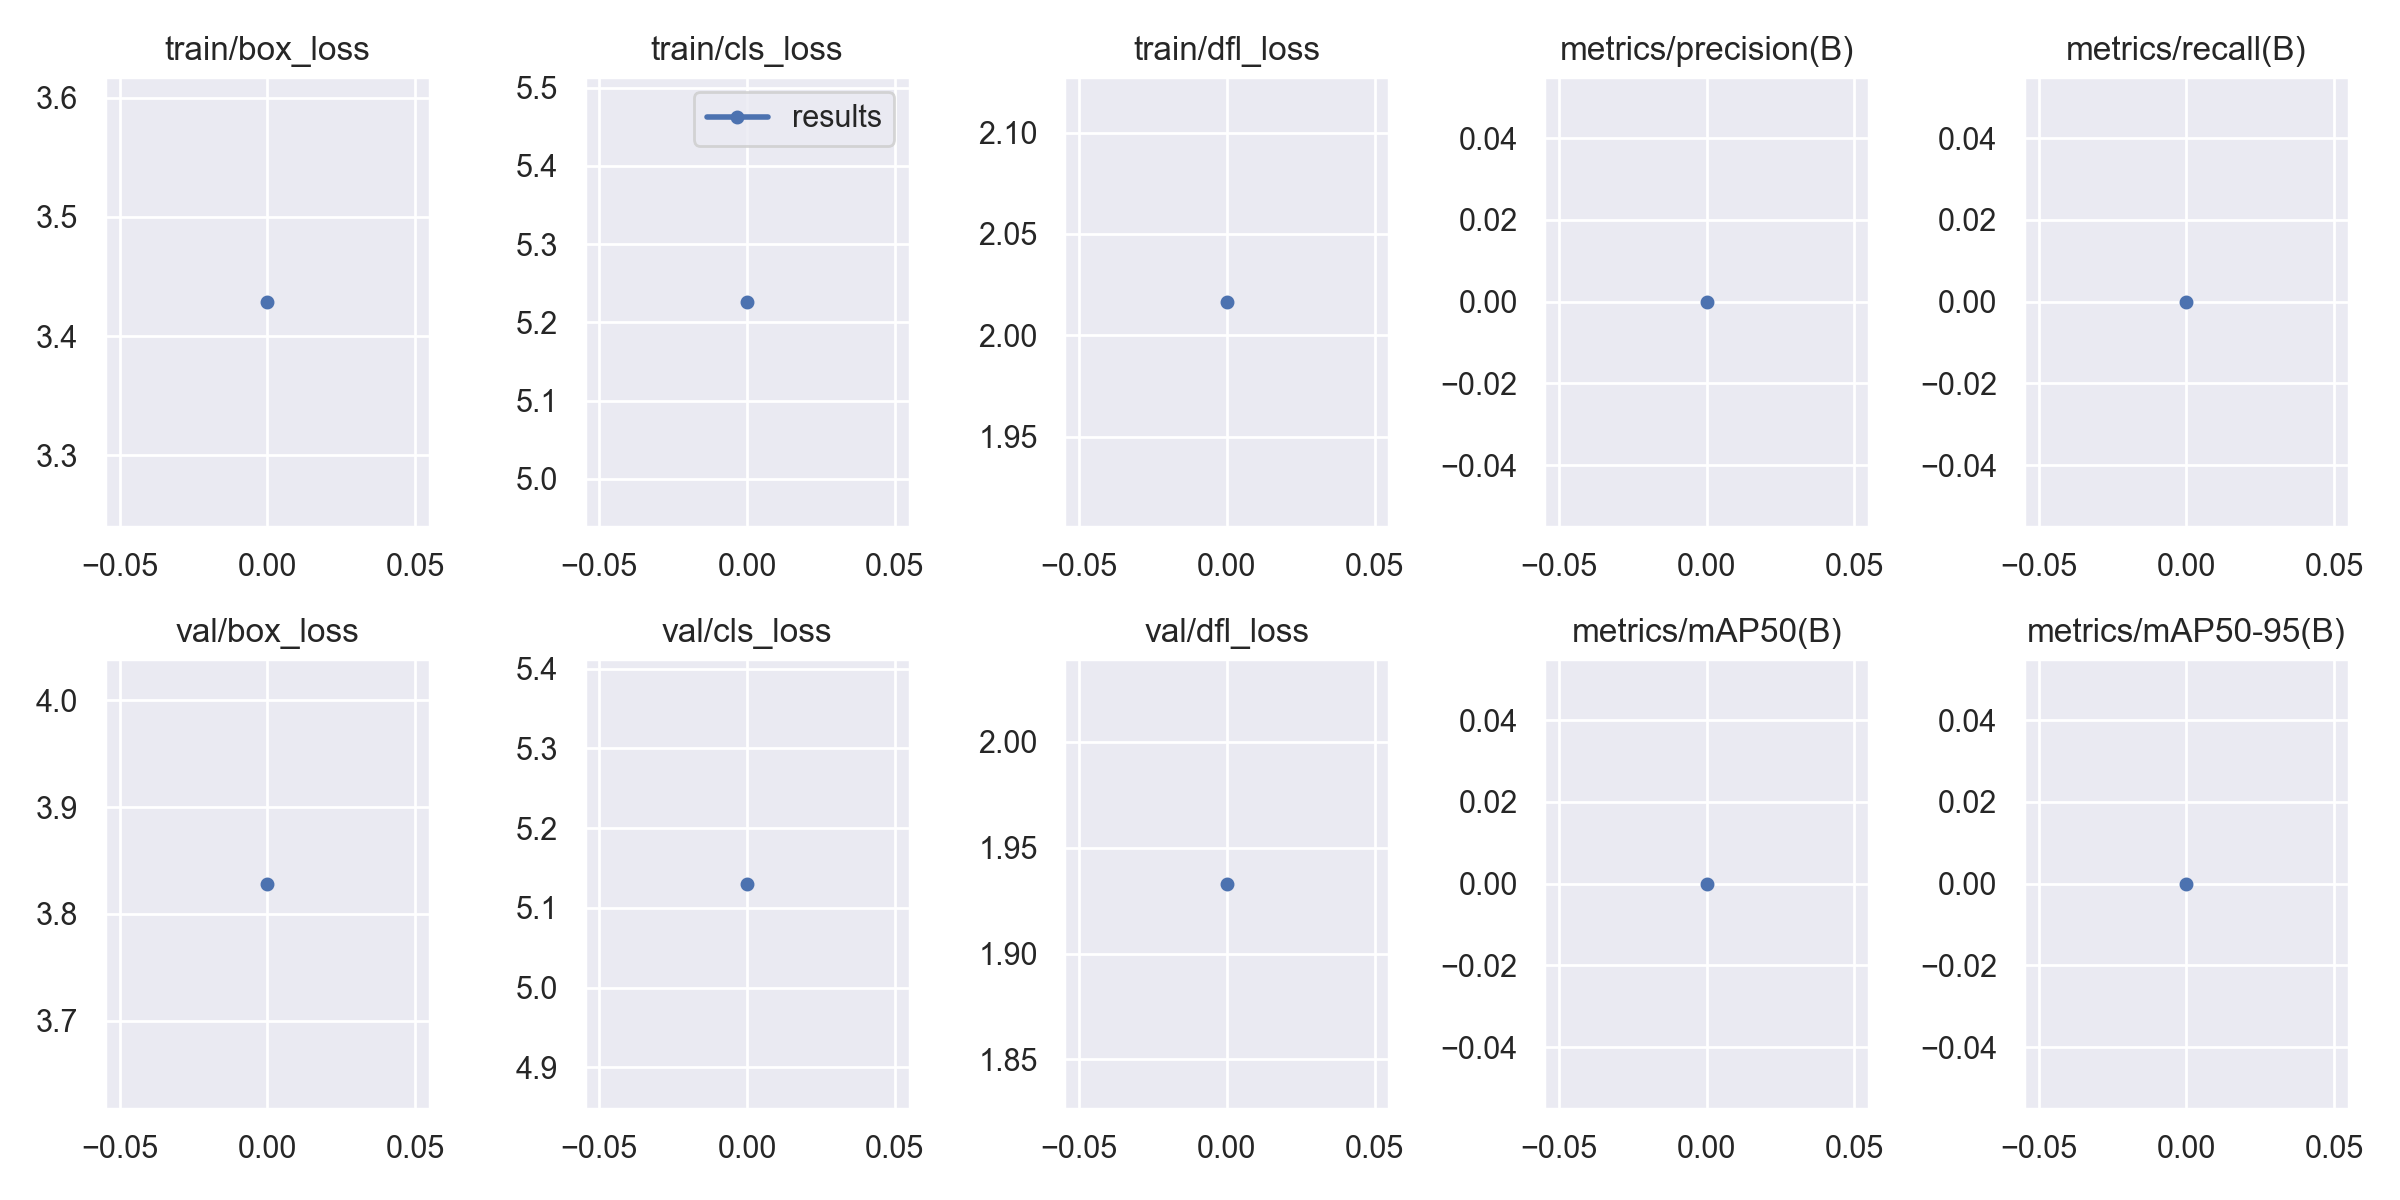 train/box_loss
3.6
3.5
3.4
3.3
−0.05 0.00 0.05
train/cls_loss
results
5.5
5.4
5.3
5.2
5.1
5.0
−0.05 0.00 0.05
train/dfl_loss
2.10
2.05
2.00
1.95
−0.05 0.00 0.05
metrics/precision(B)
0.04
0.02
0.00
−0.02
−0.04
−0.05 0.00 0.05
metrics/recall(B)
0.04
0.02
0.00
−0.02
−0.04
−0.05 0.00 0.05
val/box_loss
4.0
3.9
3.8
3.7
−0.05 0.00 0.05
val/cls_loss
5.4
5.3
5.2
5.1
5.0
4.9
−0.05 0.00 0.05
val/dfl_loss
2.00
1.95
1.90
1.85
−0.05 0.00 0.05
metrics/mAP50(B)
0.04
0.02
0.00
−0.02
−0.04
−0.05 0.00 0.05
metrics/mAP50-95(B)
0.04
0.02
0.00
−0.02
−0.04
−0.05 0.00 0.05